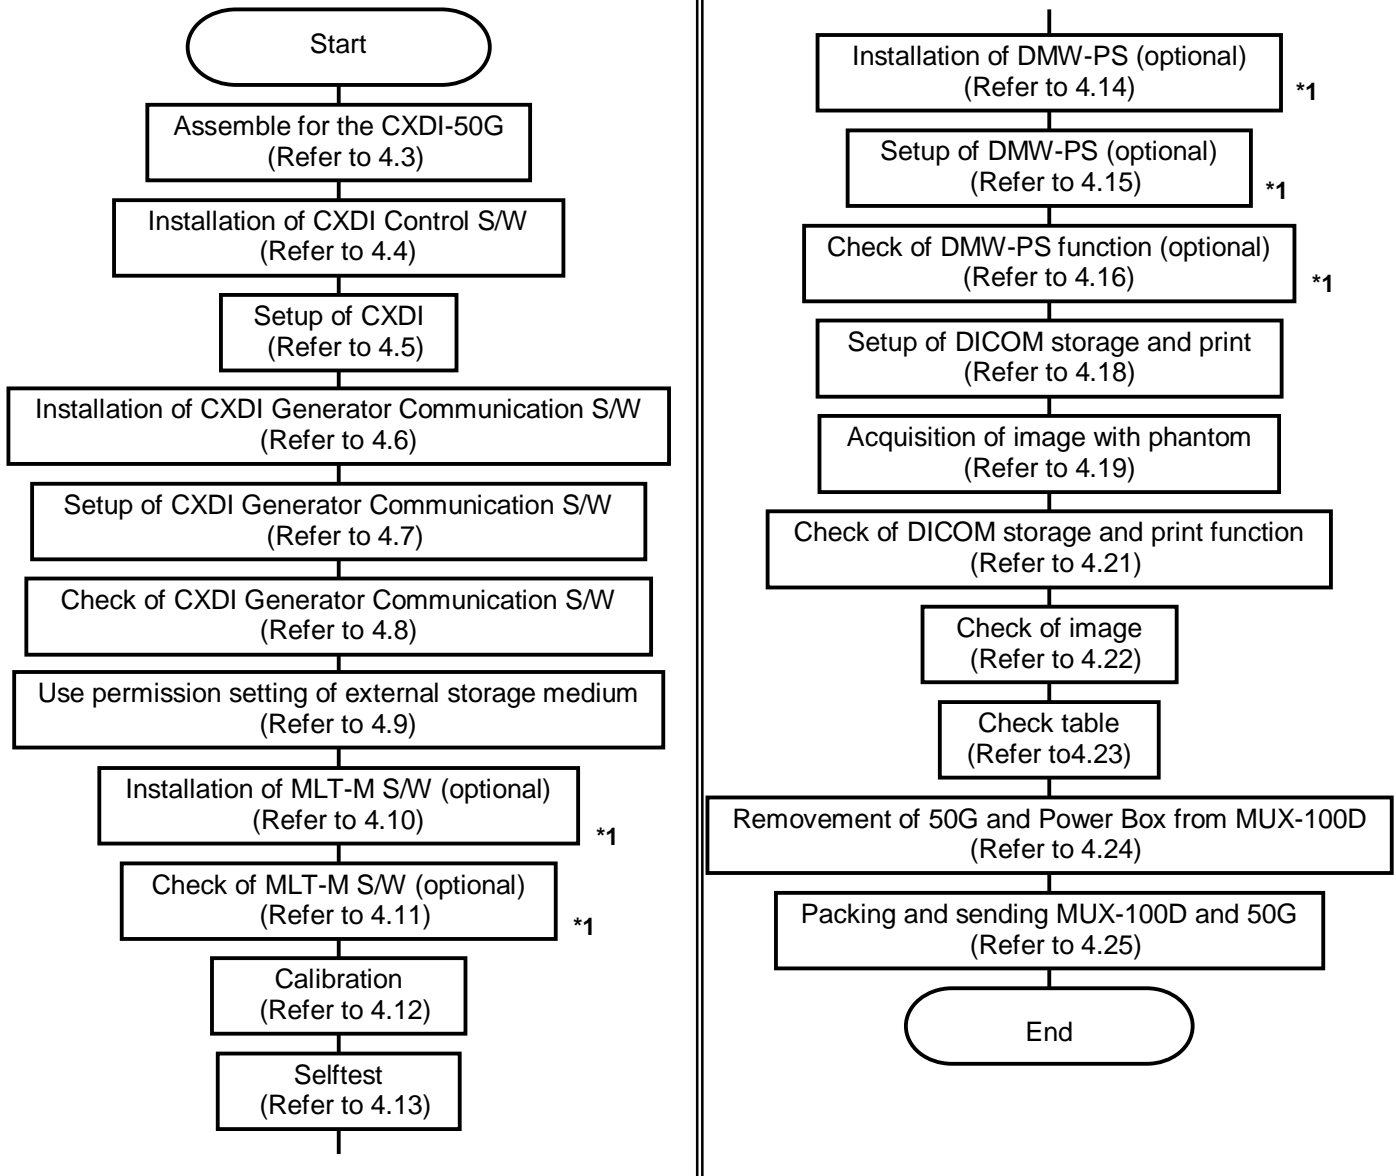 Start
Assemble for the CXDI-50G
(Refer to 4.3)
Installation of CXDI Control S/W
(Refer to 4.4)
Setup of CXDI
(Refer to 4.5)
Installation of CXDI Generator Communication S/W
(Refer to 4.6)
Setup of CXDI Generator Communication S/W
(Refer to 4.7)
Check of CXDI Generator Communication S/W
(Refer to 4.8)
Use permission setting of external storage medium
(Refer to 4.9)
Installation of MLT-M S/W (optional)
(Refer to 4.10)
*1
Check of MLT-M S/W (optional)
(Refer to 4.11)
*1
Calibration
(Refer to 4.12)
Selftest
(Refer to 4.13)
Installation of DMW-PS (optional)
(Refer to 4.14)
*1
Setup of DMW-PS (optional)
(Refer to 4.15)
*1
Check of DMW-PS function (optional)
(Refer to 4.16)
*1
Setup of DICOM storage and print
(Refer to 4.18)
Acquisition of image with phantom
(Refer to 4.19)
Check of DICOM storage and print function
(Refer to 4.21)
Check of image
(Refer to 4.22)
Check table
(Refer to4.23)
Removement of 50G and Power Box from MUX-100D
(Refer to 4.24)
Packing and sending MUX-100D and 50G
(Refer to 4.25)
End